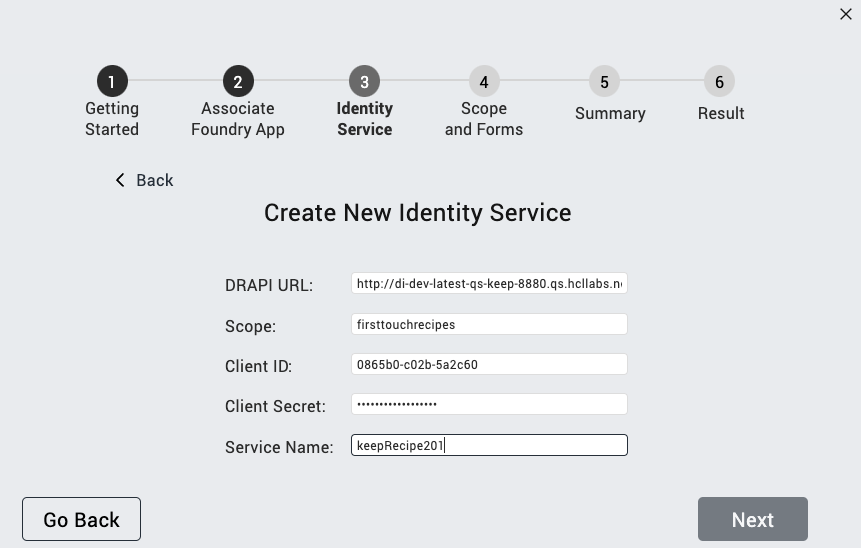 1 2 3 4 5 6
Getting Started
Associate Foundry App
Identity Service
Scope and Forms
Summary
Result
Back
Create New Identity Service
DRAPI URL: http://di-dev-latest-qs-keep-8880.qs.hcllabs.n
Scope: firsttouchrecipes
Client ID: 0865b0-c02b-5a2c60
Client Secret: ••••••••••••••••••
Service Name: keepRecipe201
Go Back
Next